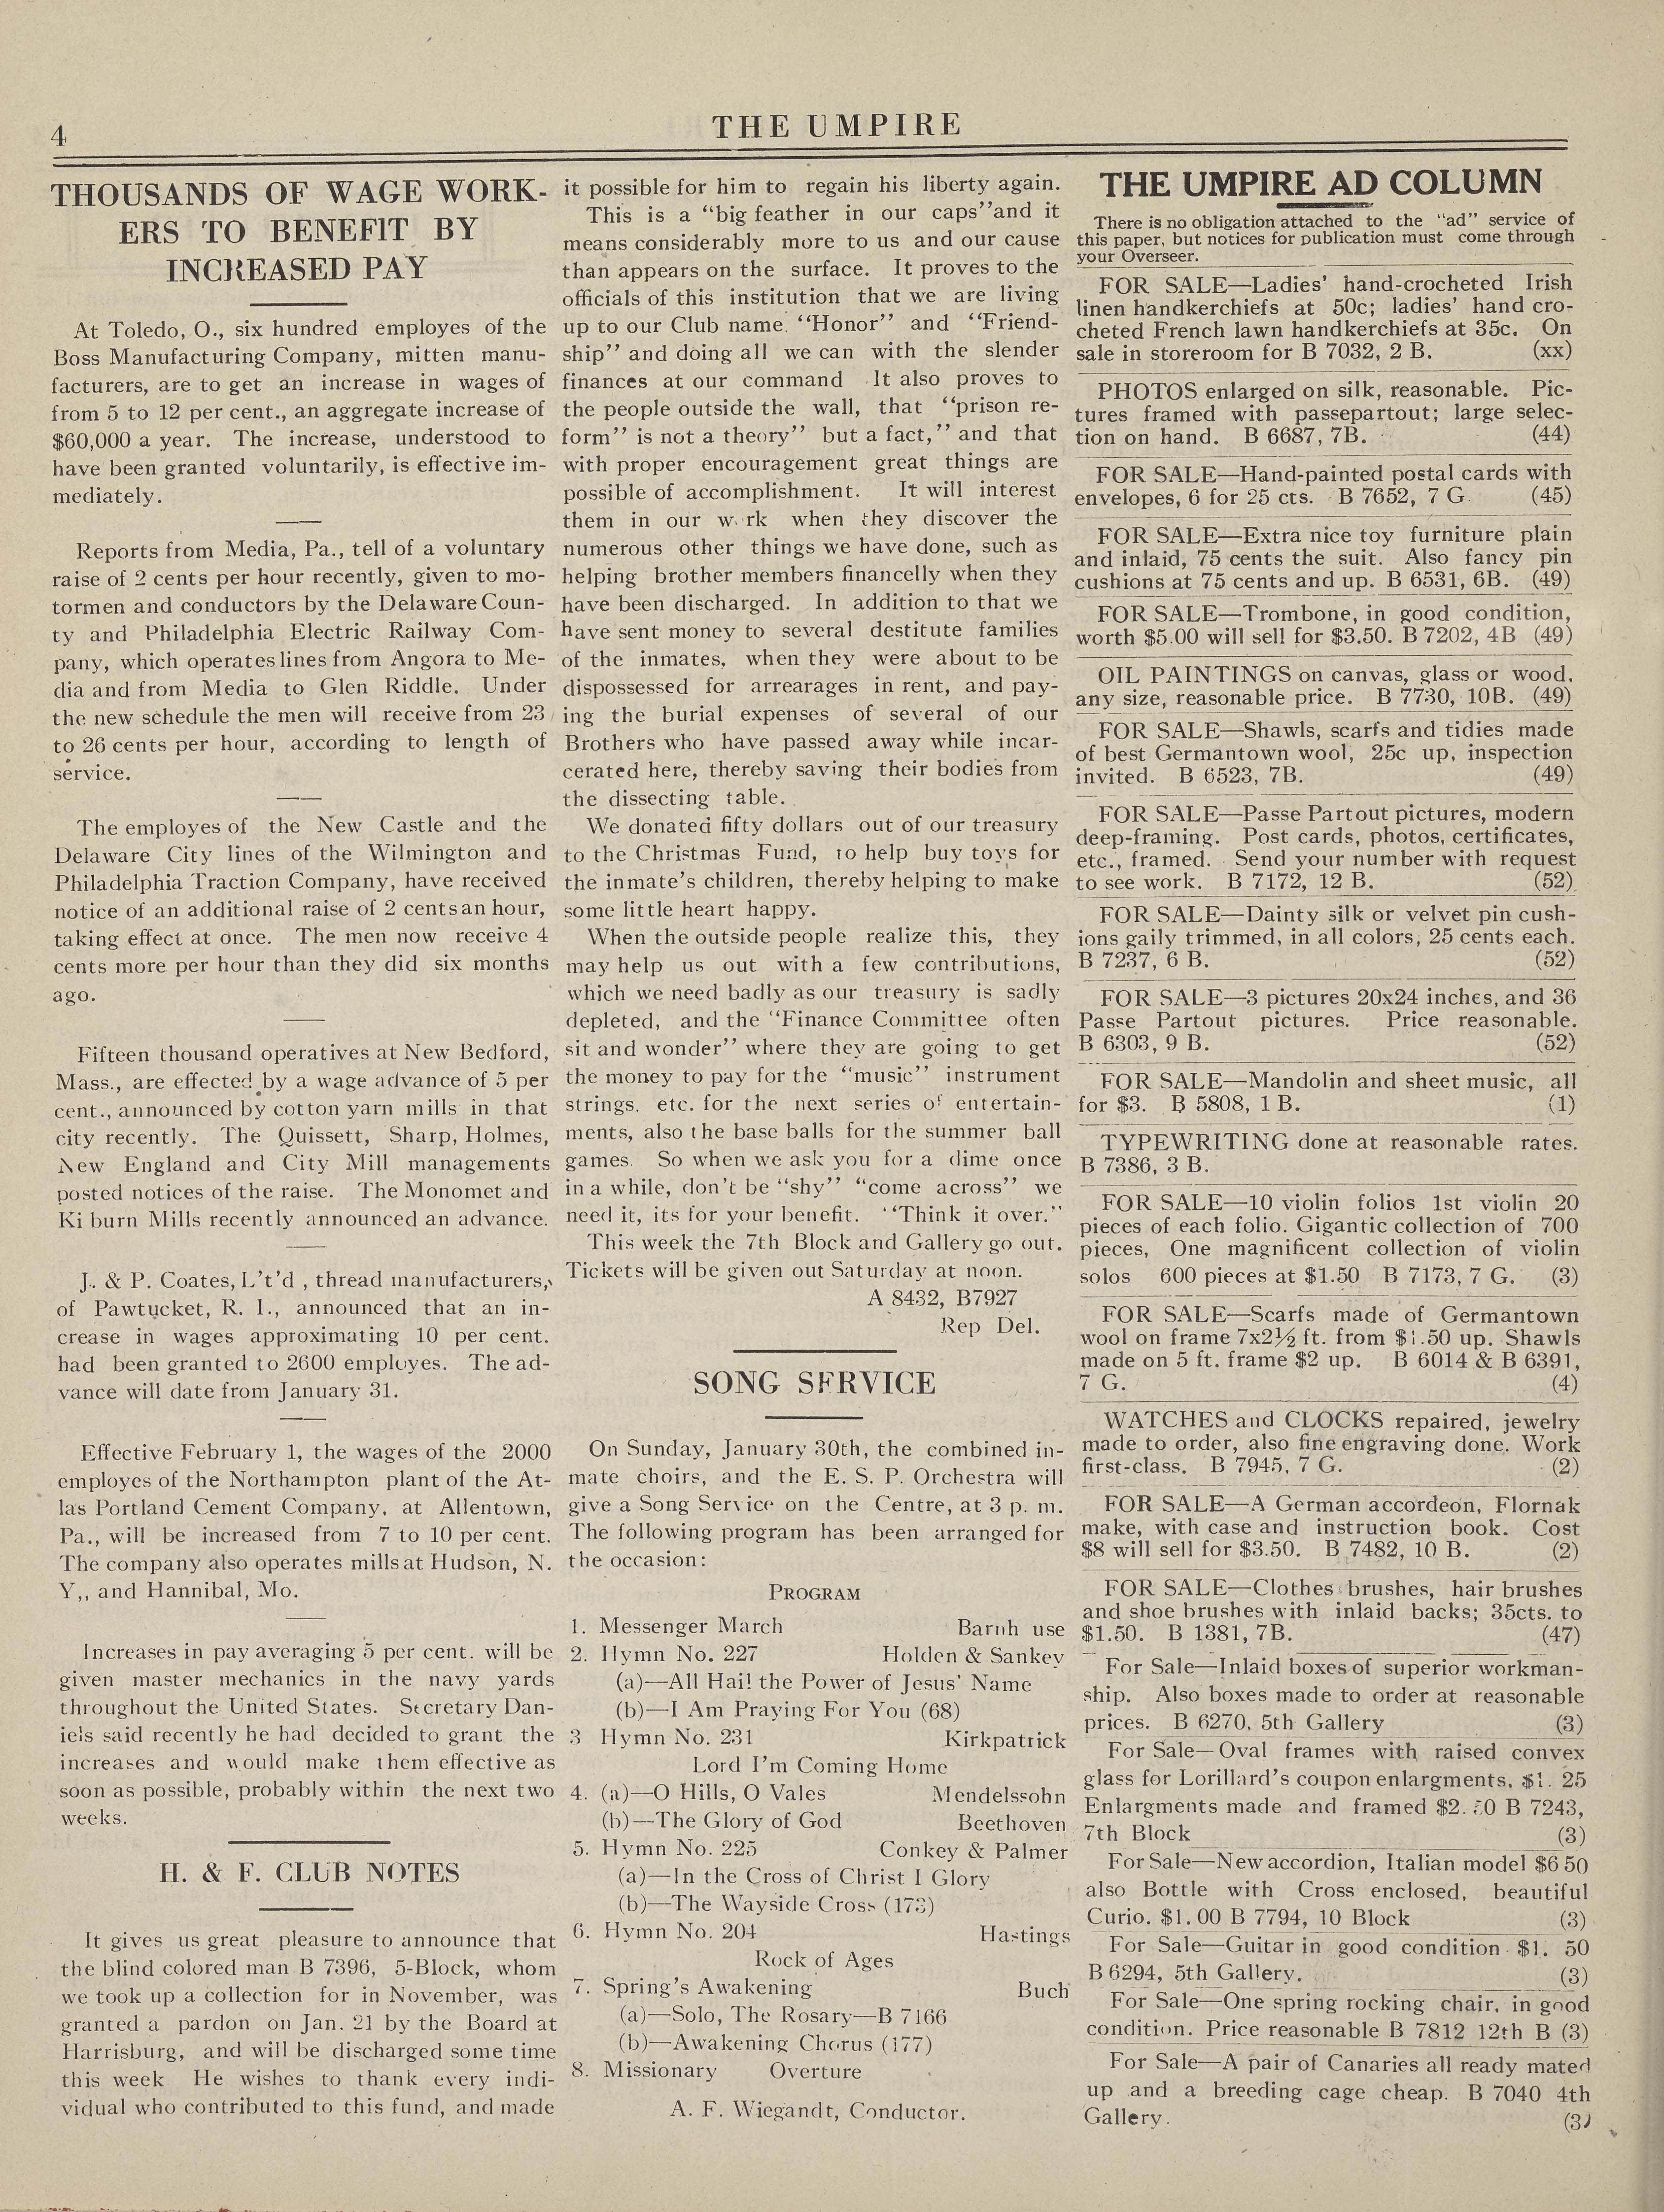 4
THE UMPIRE
THOUSANDS OF WAGE WORK-
ERS TO BENEFIT BY
INCREASED PAY
At Toledo, O., six hundred employes of the
Boss Manufacturing Company, mitten manu-
facturers, are to get an increase in wages of
from 5 to 12 per cent., an aggregate increase of
$60,000 a year. The increase, understood to
have been granted voluntarily, is effective im-
mediately.
Reports from Media, Pa., tell of a voluntary
raise of 2 cents per hour recently, given to mo-
tormen and conductors by the Delaware Coun-
ty and Philadelphia Electric Railway Com-
pany, which operates lines from Angora to Me-
dia and from Media to Glen Riddle. Under
the new schedule the men will receive from 23
to 26 cents per hour, according to length of
service.
The employes of the New Castle and the
Delaware City lines of the Wilmington and
Philadelphia Traction Company, have received
notice of an additional raise of 2 cents an hour,
taking effect at once. The men now receive 4
cents more per hour than they did six months
ago.
Fifteen thousand operatives at New Bedford,
Mass., are effected by a wage advance of 5 per
cent., announced by cotton yarn mills in that
city recently. The Quissett, Sharp, Holmes,
New England and City Mill managements
posted notices of the raise. The Monomet and
Ki burn Mills recently announced an advance.
J. & P. Coates, L't'd , thread manufacturers,
of Pawtucket, R. I., announced that an in-
crease in wages approximating 10 per cent.
had been granted to 2600 employes. The ad-
vance will date from January 31.
Effective February 1, the wages of the 2000
employes of the Northampton plant of the At-
las Portland Cement Company, at Allentown,
Pa., will be increased from 7 to 10 per cent.
The company also operates mills at Hudson, N.
Y,, and Hannibal, Mo.
Increases in pay averaging 5 per cent. will be
given master mechanics in the navy yards
throughout the United States. Secretary Dan-
iels said recently he had decided to grant the
increases and would make them effective as
soon as possible, probably within the next two
weeks.
H. & F. CLUB NOTES
It gives us great pleasure to announce that
the blind colored man B 7396, 5-Block, whom
we took up a collection for in November, was
granted a pardon on Jan. 21 by the Board at
Harrisburg, and will be discharged some time
this week He wishes to thank every indi-
vidual who contributed to this fund, and made
it possible for him to regain his liberty again.
This is a "big feather in our caps" and it
means considerably more to us and our cause
than appears on the surface. It proves to the
officials of this institution that we are living
up to our Club name. "Honor" and "Friend-
ship" and doing all we can with the slender
finances at our command It also proves to
the people outside the wall, that "prison re-
form" is not a theory" but a fact," and that
with proper encouragement great things are
possible of accomplishment. It will interest
them in our w rk when they discover the
numerous other things we have done, such as
helping brother members financelly when they
have been discharged. In addition to that we
have sent money to several destitute families
of the inmates, when they were about to be
dispossessed for arrearages in rent, and pay-
ing the burial expenses of several of our
Brothers who have passed away while incar-
cerated here, thereby saving their bodies from
the dissecting table.
We donated fifty dollars out of our treasury
to the Christmas Fund, to help buy toys for
the inmate's children, thereby helping to make
some little heart happy.
When the outside people realize this, they
may help us out with a few contributions,
which we need badly as our treasury is sadly
depleted, and the "Finance Committee often
sit and wonder" where they are going to get
the money to pay for the "music" instrument
strings. etc. for the next series of entertain-
ments, also the base balls for the summer ball
games. So when we ask you for a dime once
in a while, don't be "shy" "come across" we
need it, its for your benefit. "Think it over."
This week the 7th Block and Gallery go out.
Tickets will be given out Saturday at noon.
A 8432, B7927
Rep Del.
SONG SERVICE
On Sunday, January 30th, the combined in-
mate choirs, and the E. S. P. Orchestra will
give a Song Service on the Centre, at 3 p. m.
The following program has been arranged for
the occasion:
PROGRAM
1. Messenger March Barnh use
2. Hymn No. 227 Holden & Sankey
(a)—All Hail the Power of Jesus' Name
(b)—I Am Praying For You (68)
3 Hymn No. 231 Kirkpatrick
Lord I'm Coming Home
4. (a)—O Hills, O Vales Mendelssohn
(b)—The Glory of God Beethoven
5. Hymn No. 225 Conkey & Palmer
(a)—In the Cross of Christ I Glory
(b)—The Wayside Cross (173)
6. Hymn No. 204 Hastings
Rock of Ages
7. Spring's Awakening Buch
(a)—Solo, The Rosary—B 7166
(b)—Awakening Chorus (177)
8. Missionary Overture
A. F. Wiegandt, Conductor.
THE UMPIRE AD COLUMN
There is no obligation attached to the "ad" service of
this paper, but notices for publication must come through
your Overseer.
FOR SALE—Ladies' hand-crocheted Irish
linen handkerchiefs at 50c; ladies' hand cro-
cheted French lawn handkerchiefs at 35c. On
sale in storeroom for B 7032, 2 B. (xx)
PHOTOS enlarged on silk, reasonable. Pic-
tures framed with passepartout; large selec-
tion on hand. B 6687, 7B. (44)
FOR SALE—Hand-painted postal cards with
envelopes, 6 for 25 cts. B 7652, 7 G. (45)
FOR SALE—Extra nice toy furniture plain
and inlaid, 75 cents the suit. Also fancy pin
cushions at 75 cents and up. B 6531, 6B. (49)
FOR SALE—Trombone, in good condition,
worth $5.00 will sell for $3.50. B 7202, 4B (49)
OIL PAINTINGS on canvas, glass or wood,
any size, reasonable price. B 7730, 10B. (49)
FOR SALE—Shawls, scarfs and tidies made
of best Germantown wool, 25c up, inspection
invited. B 6523, 7B. (49)
FOR SALE—Passe Partout pictures, modern
deep-framing. Post cards, photos, certificates,
etc., framed. Send your number with request
to see work. B 7172, 12 B. (52)
FOR SALE—Dainty silk or velvet pin cush-
ions gaily trimmed, in all colors, 25 cents each.
B 7237, 6 B. (52)
FOR SALE—3 pictures 20x24 inches, and 36
Passe Partout pictures. Price reasonable.
B 6303, 9 B. (52)
FOR SALE—Mandolin and sheet music, all
for $3. B 5808, 1 B. (1)
TYPEWRITING done at reasonable rates.
B 7386, 3 B.
FOR SALE—10 violin folios 1st violin 20
pieces of each folio. Gigantic collection of 700
pieces, One magnificent collection of violin
solos 600 pieces at $1.50 B 7173, 7 G. (3)
FOR SALE—Scarfs made of Germantown
wool on frame 7x2½ ft. from $1.50 up. Shawls
made on 5 ft. frame $2 up. B 6014 & B 6391,
7 G. (4)
WATCHES and CLOCKS repaired, jewelry
made to order, also fine engraving done. Work
first-class. B 7945, 7 G. (2)
FOR SALE—A German accordeon, Flornak
make, with case and instruction book. Cost
$8 will sell for $3.50. B 7482, 10 B. (2)
FOR SALE—Clothes brushes, hair brushes
and shoe brushes with inlaid backs; 35cts. to
$1.50. B 1381, 7B. (47)
For Sale—Inlaid boxes of superior workman-
ship. Also boxes made to order at reasonable
prices. B 6270, 5th Gallery (3)
For Sale—Oval frames with raised convex
glass for Lorillard's coupon enlargments, $1. 25
Enlargments made and framed $2. 50 B 7243,
7th Block (3)
For Sale—New accordion, Italian model $6 50
also Bottle with Cross enclosed, beautiful
Curio. $1. 00 B 7794, 10 Block (3)
For Sale—Guitar in good condition $1. 50
B 6294, 5th Gallery. (3)
For Sale—One spring rocking chair, in good
condition. Price reasonable B 7812 12th B (3)
For Sale—A pair of Canaries all ready mated
up and a breeding cage cheap. B 7040 4th
Gallery. (3)